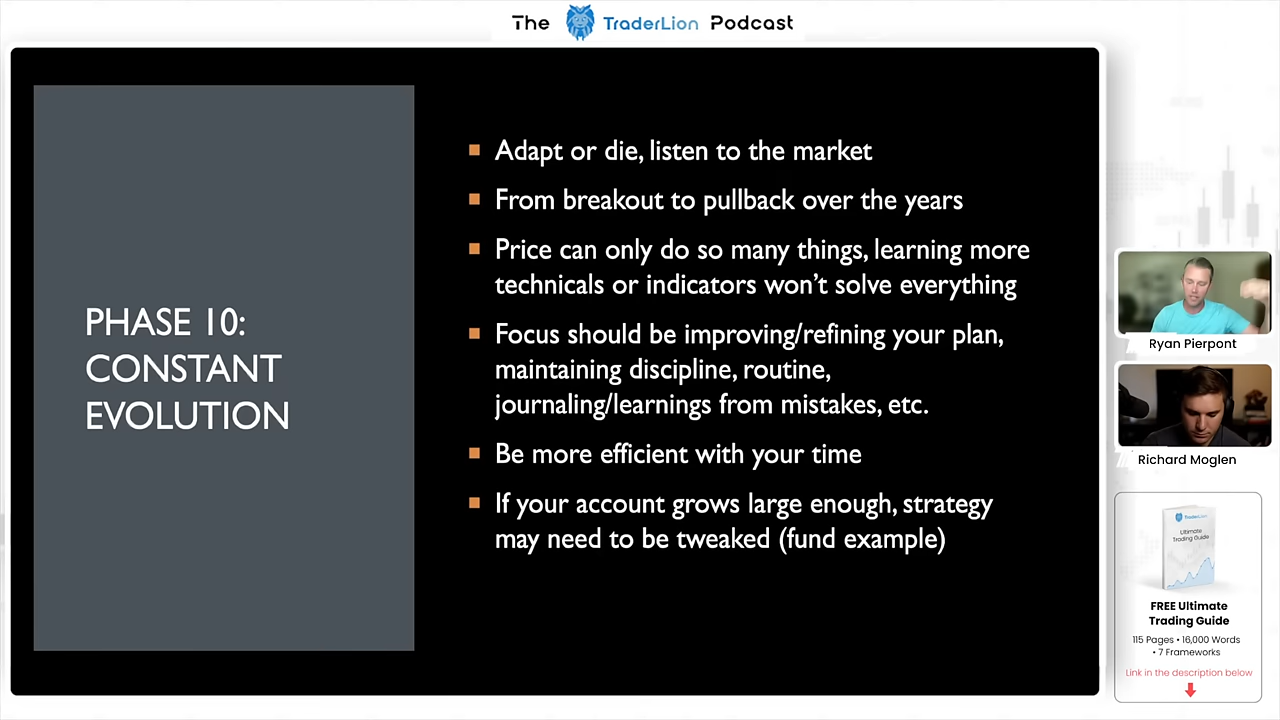 The TraderLion Podcast
PHASE 10:
CONSTANT
EVOLUTION
Adapt or die, listen to the market
From breakout to pullback over the years
Price can only do so many things, learning more
technicals or indicators won’t solve everything
Focus should be improving/refining your plan,
maintaining discipline, routine,
journaling/learnings from mistakes, etc.
Be more efficient with your time
If your account grows large enough, strategy
may need to be tweaked (fund example)
Ryan Pierpont
Richard Moglen
TraderLion
Ultimate
Trading Guide
FREE Ultimate
Trading Guide
115 Pages • 16,000 Words
• 7 Frameworks
Link in the description below